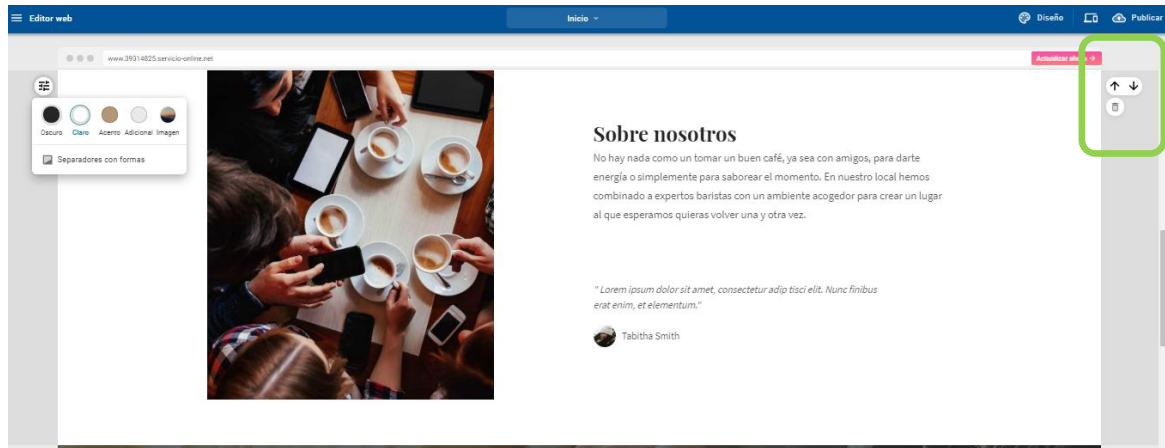 Editor web
Inicio
Diseño
Publicar
www.39314825.servicio-online.net
Actualizar ahora →
Oscuro Claro Acento Adicional Imagen
Separadores con formas
Sobre nosotros
No hay nada como un tomar un buen café, ya sea con amigos, para darte
energía o simplemente para saborear el momento. En nuestro local hemos
combinado a expertos baristas con un ambiente acogedor para crear un lugar
al que esperamos quieras volver una y otra vez.
" Lorem ipsum dolor sit amet, consectetur adip tisci elit. Nunc finibus
erat enim, et elementum."
Tabitha Smith